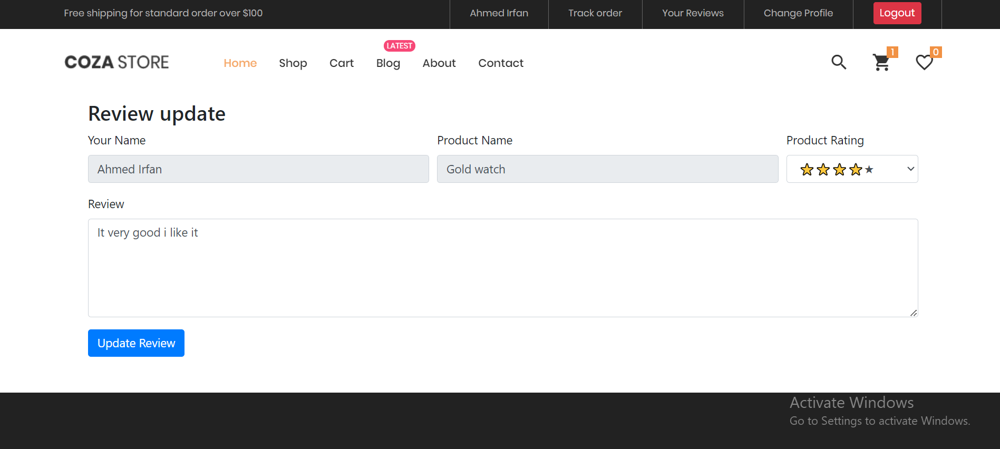 Free shipping for standard order over $100
Ahmed Irfan
Track order
Your Reviews
Change Profile
Logout
COZA STORE
Home
Shop
Cart
LATEST
Blog
About
Contact
1
0
Review update
Your Name
Product Name
Product Rating
Ahmed Irfan
Gold watch
Review
It very good i like it
Update Review
Activate Windows
Go to Settings to activate Windows.